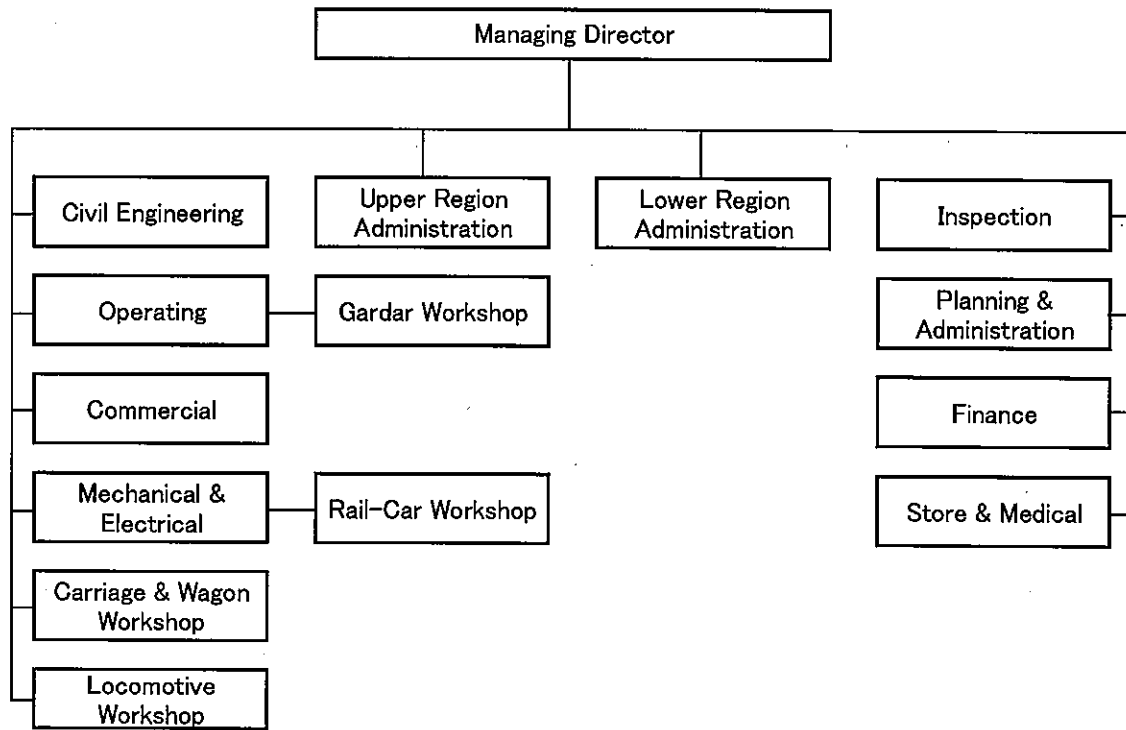 Managing Director
Civil Engineering
Upper Region
Administration
Lower Region
Administration
Inspection
Operating
Gardar Workshop
Planning &
Administration
Commercial
Finance
Mechanical &
Electrical
Rail-Car Workshop
Store & Medical
Carriage & Wagon
Workshop
Locomotive
Workshop